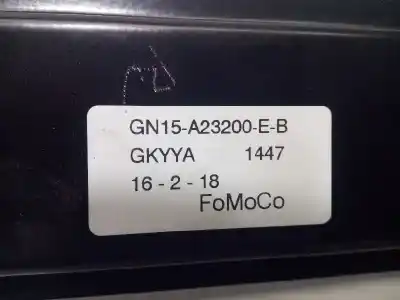 GN15-A23200-E-B
GKYYA 1447
16 - 2 - 18
FoMoCo